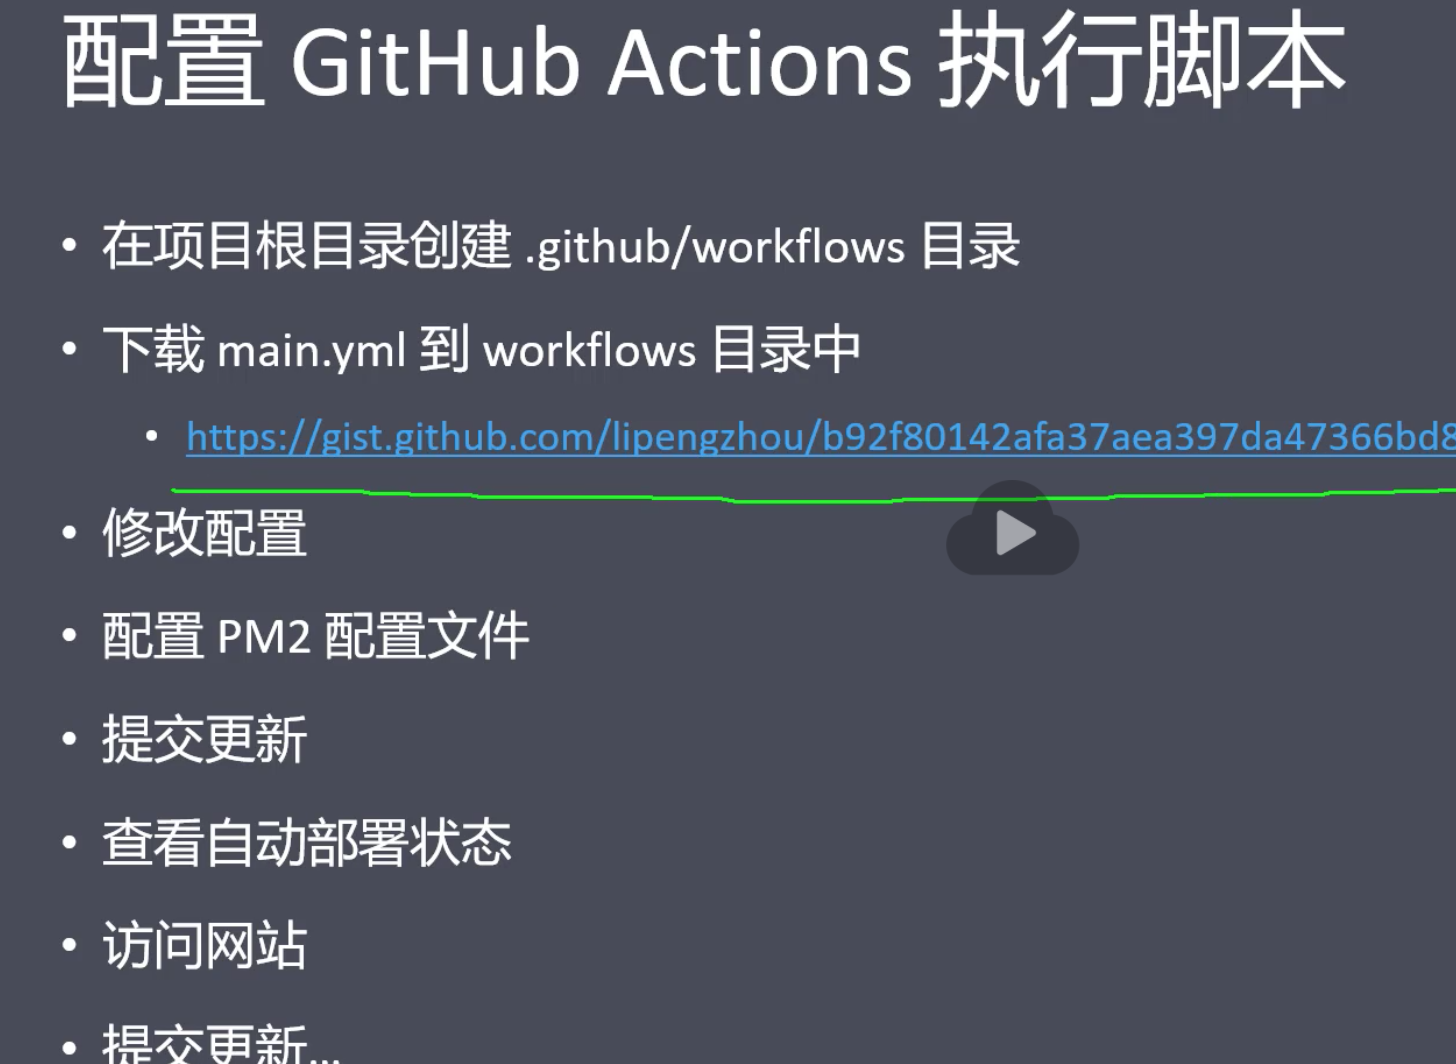 配置 GitHub Actions 执行脚本
• 在项目根目录创建 .github/workflows 目录
• 下载 main.yml 到 workflows 目录中
• https://gist.github.com/lipengzhou/b92f80142afa37aea397da47366bd8
• 修改配置
• 配置 PM2 配置文件
• 提交更新
• 查看自动部署状态
• 访问网站
• 提交更新...